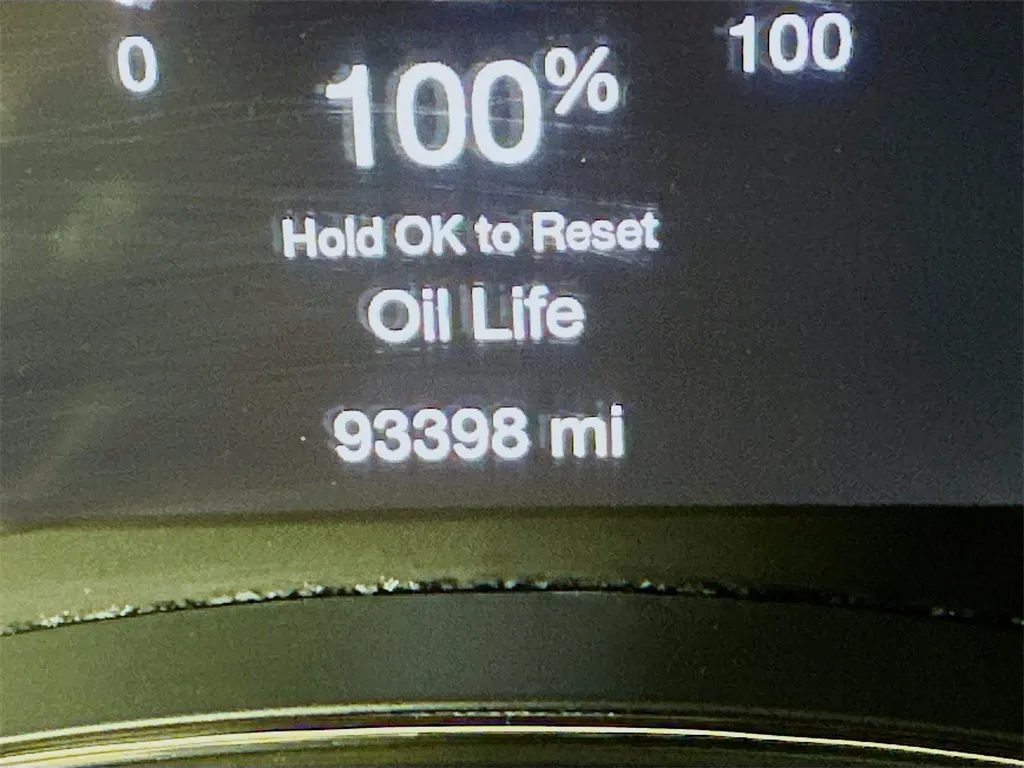 0
100
100%
Hold OK to Reset
Oil Life
93398 mi